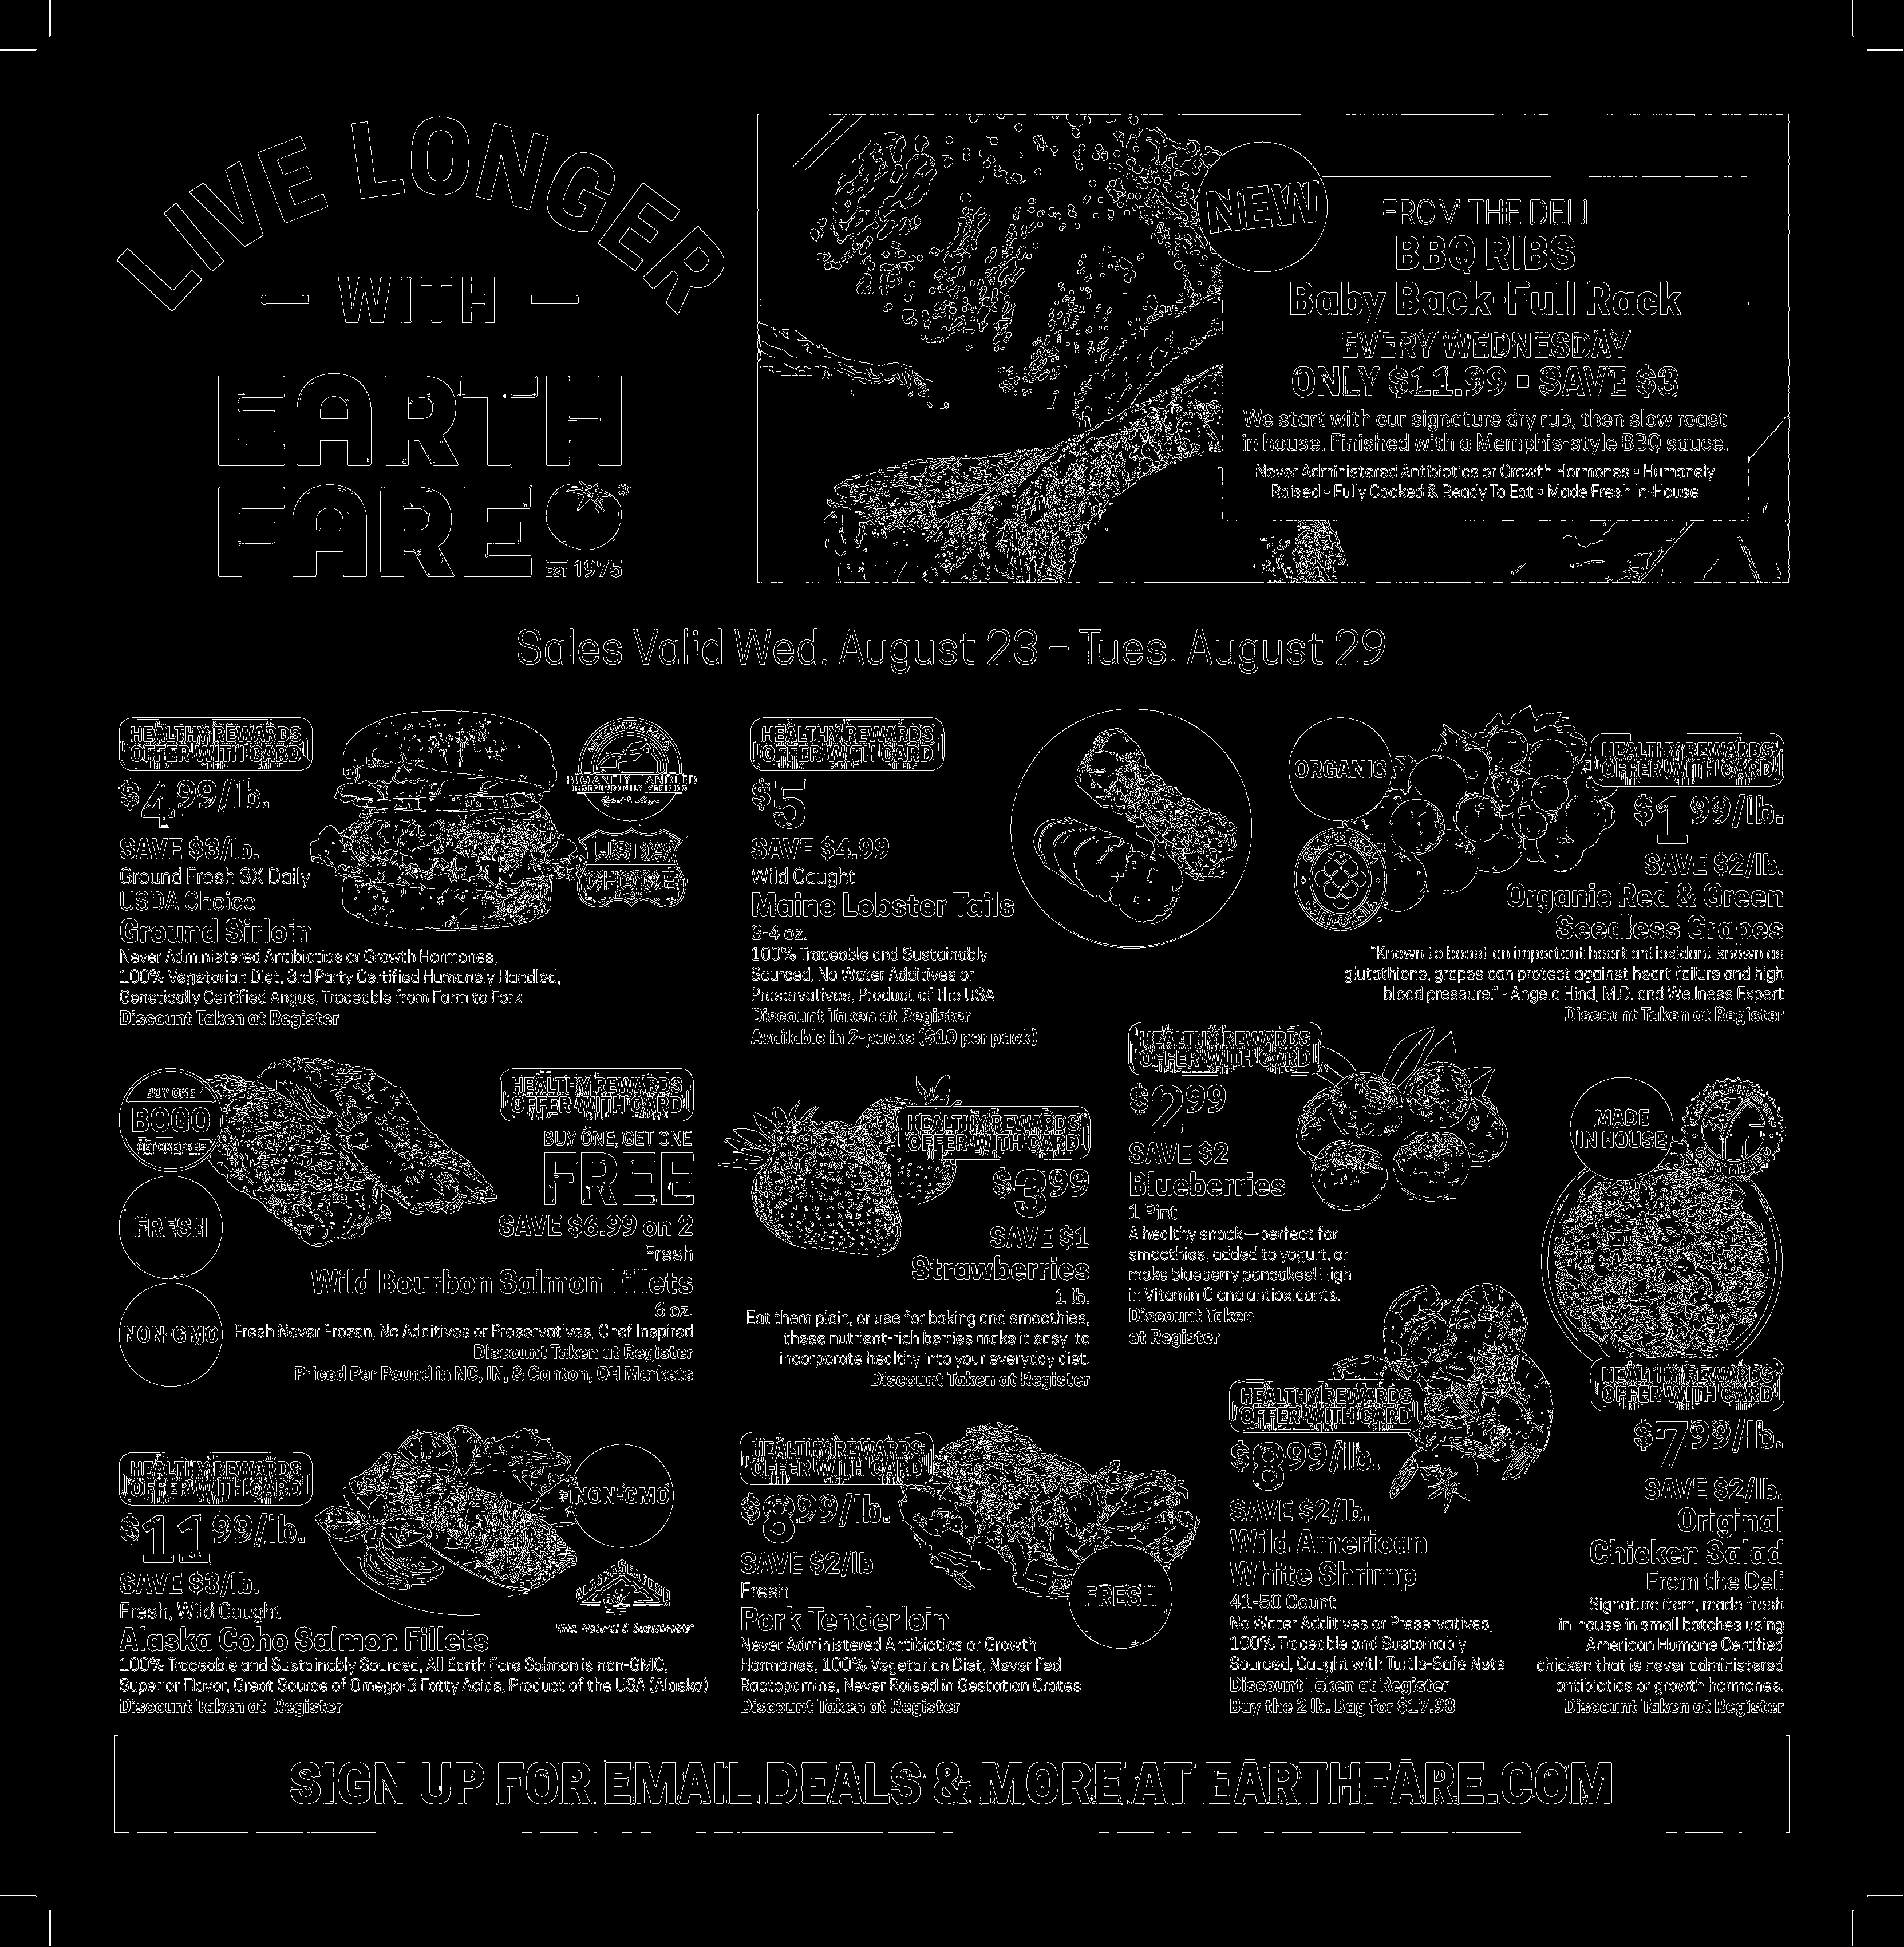 LIVE LONGER
— WITH —
EARTH
FARE®
EST 1975
NEW
FROM THE DELI
BBQ RIBS
Baby Back-Full Rack
EVERY WEDNESDAY
ONLY $11.99 • SAVE $3
We start with our signature dry rub, then slow roast
in house. Finished with a Memphis-style BBQ sauce.
Never Administered Antibiotics or Growth Hormones • Humanely
Raised • Fully Cooked & Ready To Eat • Made Fresh In-House
Sales Valid Wed. August 23 – Tues. August 29
HEALTHY REWARDS
OFFER WITH CARD
$4 99/lb.
SAVE $3/lb.
Ground Fresh 3X Daily
USDA Choice
Ground Sirloin
Never Administered Antibiotics or Growth Hormones,
100% Vegetarian Diet, 3rd Party Certified Humanely Handled,
Genetically Certified Angus, Traceable from Farm to Fork
Discount Taken at Register
HUMANELY HANDLED
INDEPENDENTLY VERIFIED
USDA
CHOICE
HEALTHY REWARDS
OFFER WITH CARD
$5
SAVE $4.99
Wild Caught
Maine Lobster Tails
3-4 oz.
100% Traceable and Sustainably
Sourced, No Water Additives or
Preservatives, Product of the USA
Discount Taken at Register
Available in 2-packs ($10 per pack)
ORGANIC
GRAPES FROM
CALIFORNIA
HEALTHY REWARDS
OFFER WITH CARD
$1 99/lb.
SAVE $2/lb.
Organic Red & Green
Seedless Grapes
"Known to boost an important heart antioxidant known as
glutathione, grapes can protect against heart failure and high
blood pressure." - Angela Hind, M.D. and Wellness Expert
Discount Taken at Register
BUY ONE
BOGO
GET ONE FREE
FRESH
NON-GMO
HEALTHY REWARDS
OFFER WITH CARD
BUY ONE, GET ONE
FREE
SAVE $6.99 on 2
Fresh
Wild Bourbon Salmon Fillets
6 oz.
Fresh Never Frozen, No Additives or Preservatives, Chef Inspired
Discount Taken at Register
Priced Per Pound in NC, IN, & Canton, OH Markets
HEALTHY REWARDS
OFFER WITH CARD
$3 99
SAVE $1
Strawberries
1 lb.
Eat them plain, or use for baking and smoothies,
these nutrient-rich berries make it easy to
incorporate healthy into your everyday diet.
Discount Taken at Register
HEALTHY REWARDS
OFFER WITH CARD
$2 99
SAVE $2
Blueberries
1 Pint
A healthy snack—perfect for
smoothies, added to yogurt, or
make blueberry pancakes! High
in Vitamin C and antioxidants.
Discount Taken
at Register
MADE
IN HOUSE
CERTIFIED
HEALTHY REWARDS
OFFER WITH CARD
$7 99/lb.
SAVE $2/lb.
Original
Chicken Salad
From the Deli
Signature item, made fresh
in-house in small batches using
American Humane Certified
chicken that is never administered
antibiotics or growth hormones.
Discount Taken at Register
HEALTHY REWARDS
OFFER WITH CARD
$11 99/lb.
SAVE $3/lb.
Fresh, Wild Caught
Alaska Coho Salmon Fillets
100% Traceable and Sustainably Sourced, All Earth Fare Salmon is non-GMO,
Superior Flavor, Great Source of Omega-3 Fatty Acids, Product of the USA (Alaska)
Discount Taken at Register
NON-GMO
ALASKA SEAFOOD
Wild, Natural & Sustainable
HEALTHY REWARDS
OFFER WITH CARD
$8 99/lb.
SAVE $2/lb.
Fresh
Pork Tenderloin
Never Administered Antibiotics or Growth
Hormones, 100% Vegetarian Diet, Never Fed
Ractopamine, Never Raised in Gestation Crates
Discount Taken at Register
FRESH
HEALTHY REWARDS
OFFER WITH CARD
$8 99/lb.
SAVE $2/lb.
Wild American
White Shrimp
41-50 Count
No Water Additives or Preservatives,
100% Traceable and Sustainably
Sourced, Caught with Turtle-Safe Nets
Discount Taken at Register
Buy the 2 lb. Bag for $17.98
SIGN UP FOR EMAIL DEALS & MORE AT EARTHFARE.COM